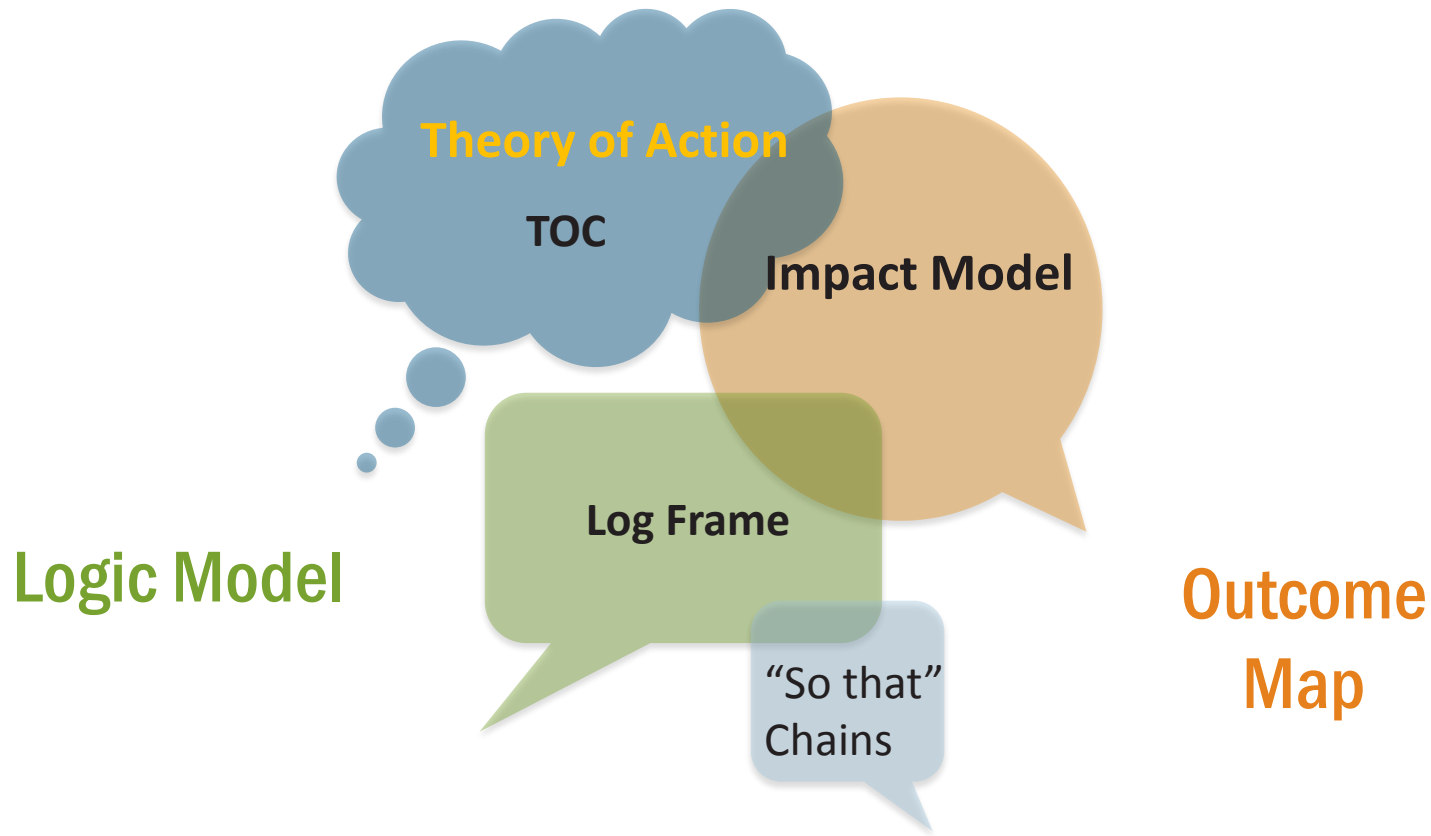 Theory of Action
TOC
Impact Model
Log Frame
Logic Model
Outcome
Map
“So that”
Chains